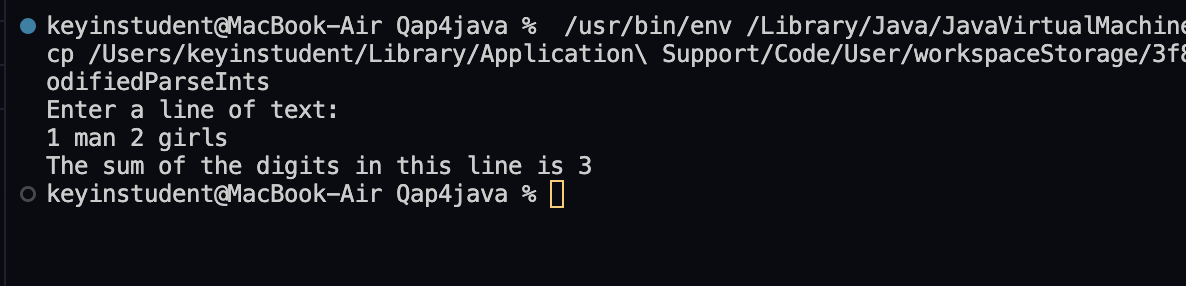 keyinstudent@MacBook-Air Qap4java %  /usr/bin/env /Library/Java/JavaVirtualMachine
cp /Users/keyinstudent/Library/Application\ Support/Code/User/workspaceStorage/3f8
odifiedParseInts
Enter a line of text:
1 man 2 girls
The sum of the digits in this line is 3
keyinstudent@MacBook-Air Qap4java %